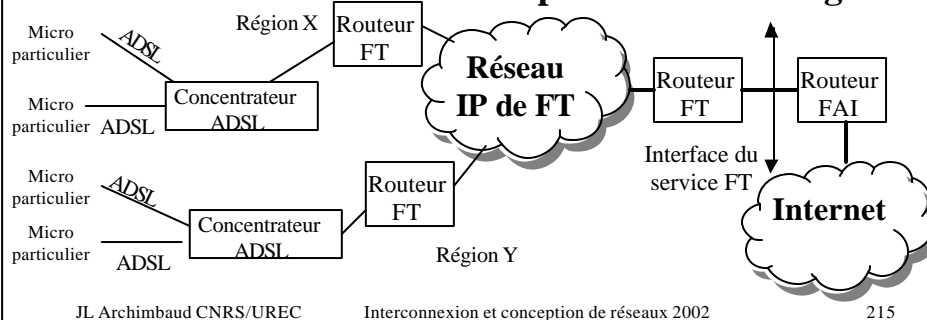 Micro
particulier
ADSL
Région X
Routeur
FT
Micro
particulier
ADSL
Concentrateur
ADSL
Réseau
IP de FT
Routeur
FT
Routeur
FAI
Interface du
service FT
Internet
Micro
particulier
ADSL
Micro
particulier
ADSL
Concentrateur
ADSL
Routeur
FT
Région Y
JL Archimbaud CNRS/UREC Interconnexion et conception de réseaux 2002 215